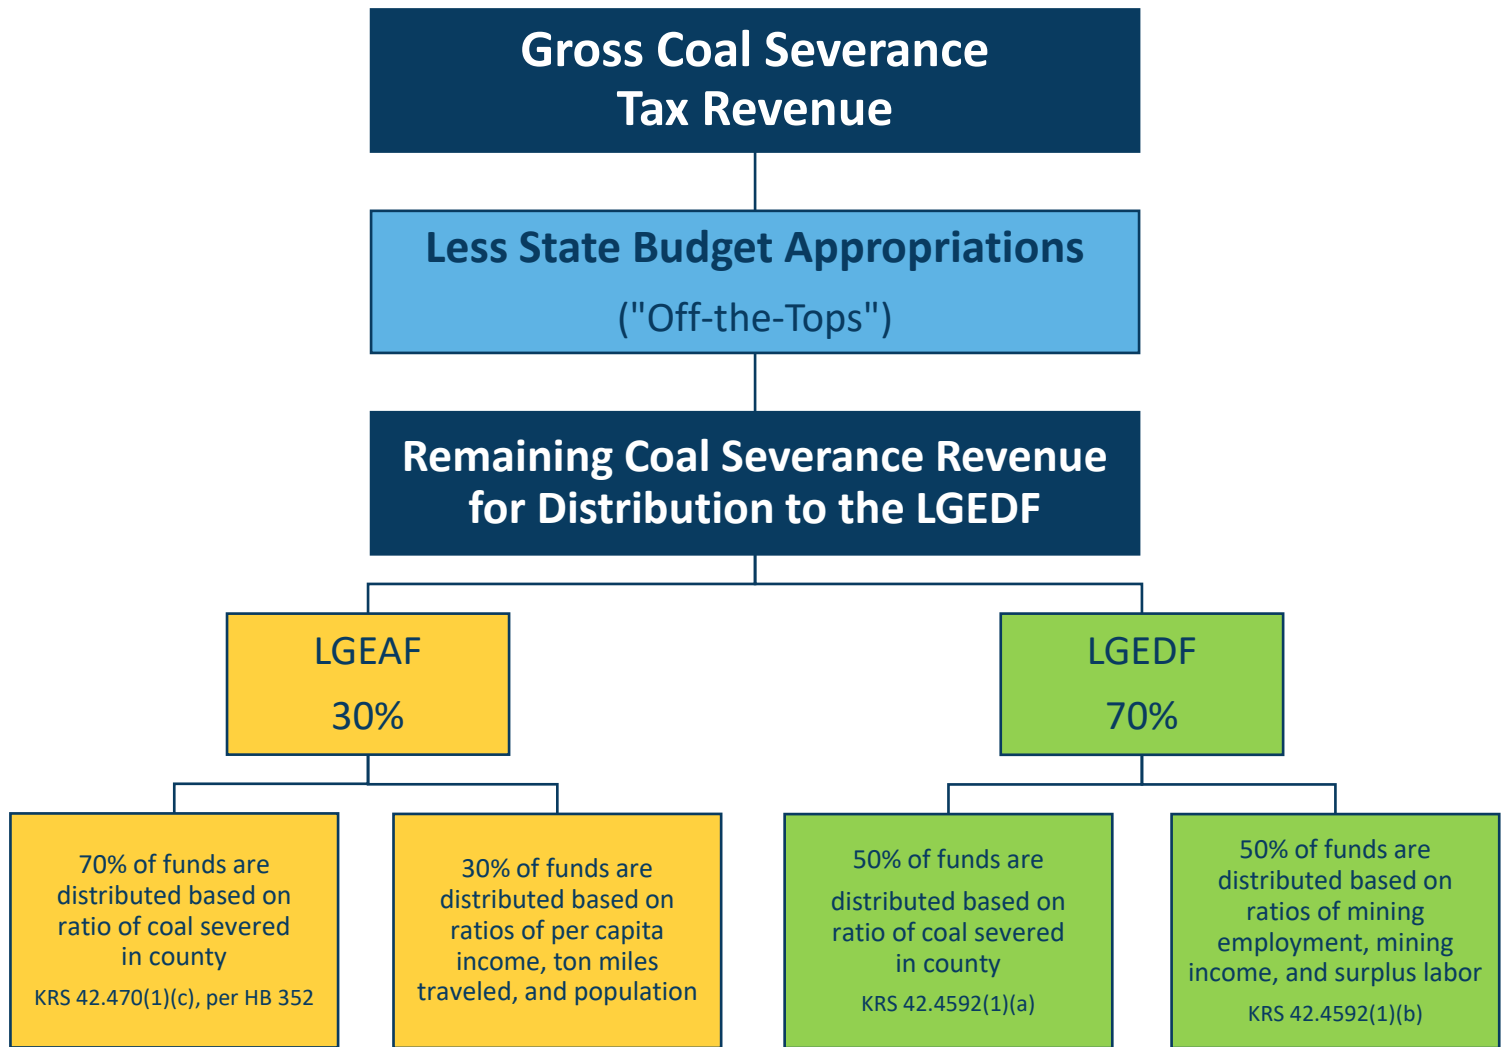 Gross Coal Severance
Tax Revenue
Less State Budget Appropriations
("Off-the-Tops")
Remaining Coal Severance Revenue
for Distribution to the LGEDF
LGEAF
30%
LGEDF
70%
70% of funds are
distributed based on
ratio of coal severed
in county
KRS 42.470(1)(c), per HB 352
30% of funds are
distributed based on
ratios of per capita
income, ton miles
traveled, and population
50% of funds are
distributed based on
ratio of coal severed
in county
KRS 42.4592(1)(a)
50% of funds are
distributed based on
ratios of mining
employment, mining
income, and surplus labor
KRS 42.4592(1)(b)